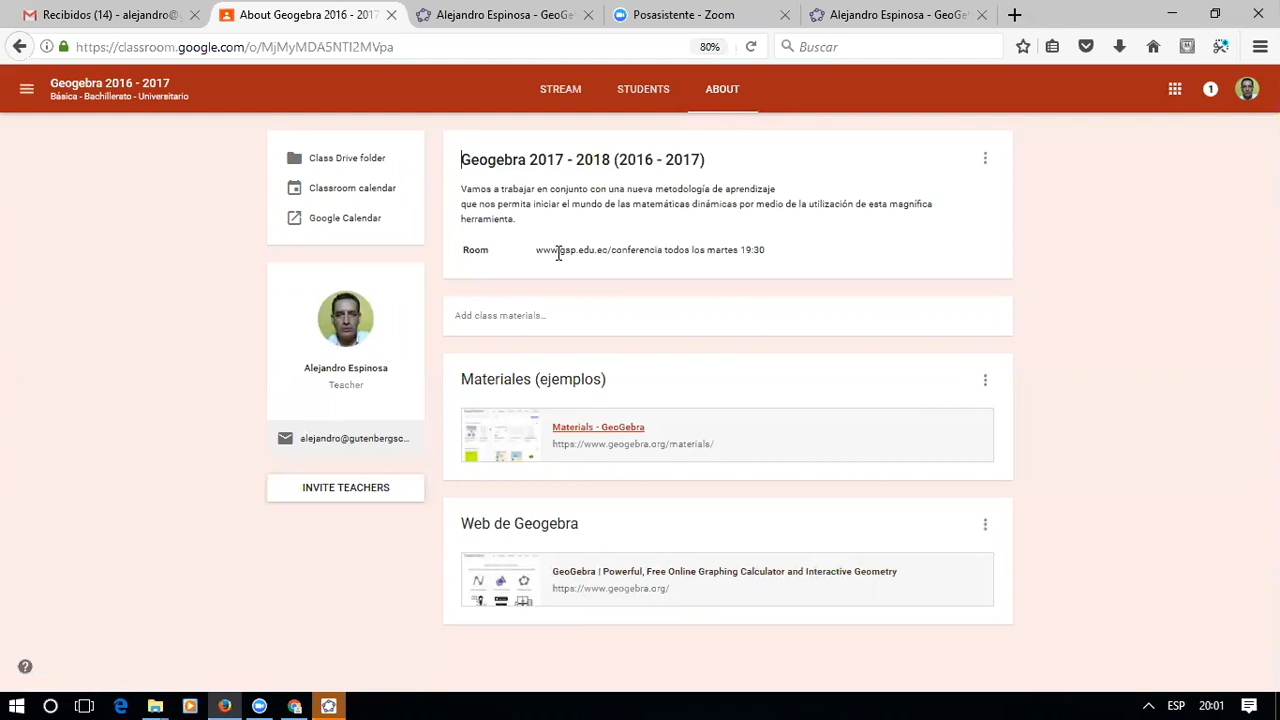 Recibidos (14) - alejandro@
About Geogebra 2016 - 2017
Alejandro Espinosa - GeoGe
Posasistente - Zoom
Alejandro Espinosa - GeoGe
https://classroom.google.com/o/MjMyMDA5NTI2MVpa
80%
Buscar
Geogebra 2016 - 2017
Básica - Bachillerato - Universitario
STREAM
STUDENTS
ABOUT
1
Class Drive folder
Classroom calendar
Google Calendar
Alejandro Espinosa
Teacher
alejandro@gutenbergsc...
INVITE TEACHERS
Geogebra 2017 - 2018 (2016 - 2017)
Vamos a trabajar en conjunto con una nueva metodología de aprendizaje
que nos permita iniciar el mundo de las matemáticas dinámicas por medio de la utilización de esta magnífica
herramienta.
Room
www.gsp.edu.ec/conferencia todos los martes 19:30
Add class materials...
Materiales (ejemplos)
Materials - GeoGebra
https://www.geogebra.org/materials/
Web de Geogebra
GeoGebra | Powerful, Free Online Graphing Calculator and Interactive Geometry
https://www.geogebra.org/
ESP
20:01